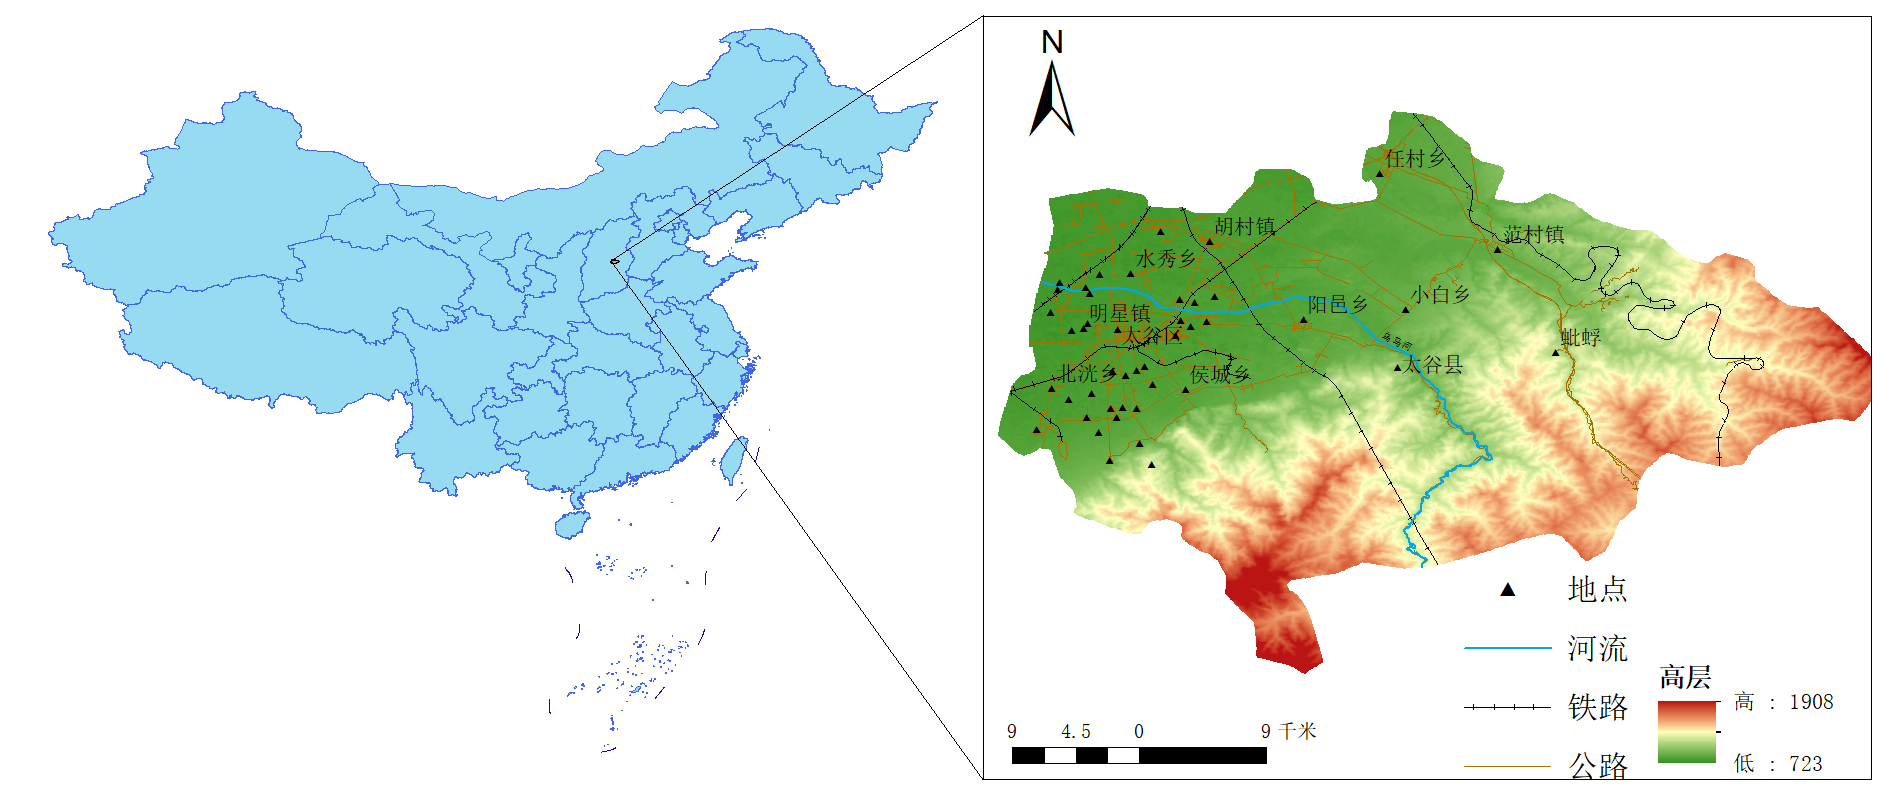 N
任村乡
胡村镇
范村镇
水秀乡
小白乡
阳邑乡
明星镇
太谷区
乌马河
蚍蜉
太谷县
北洸乡
侯城乡
地点
河流
铁路
公路
高层
高 : 1908
低 : 723
9 4.5 0 9 千米